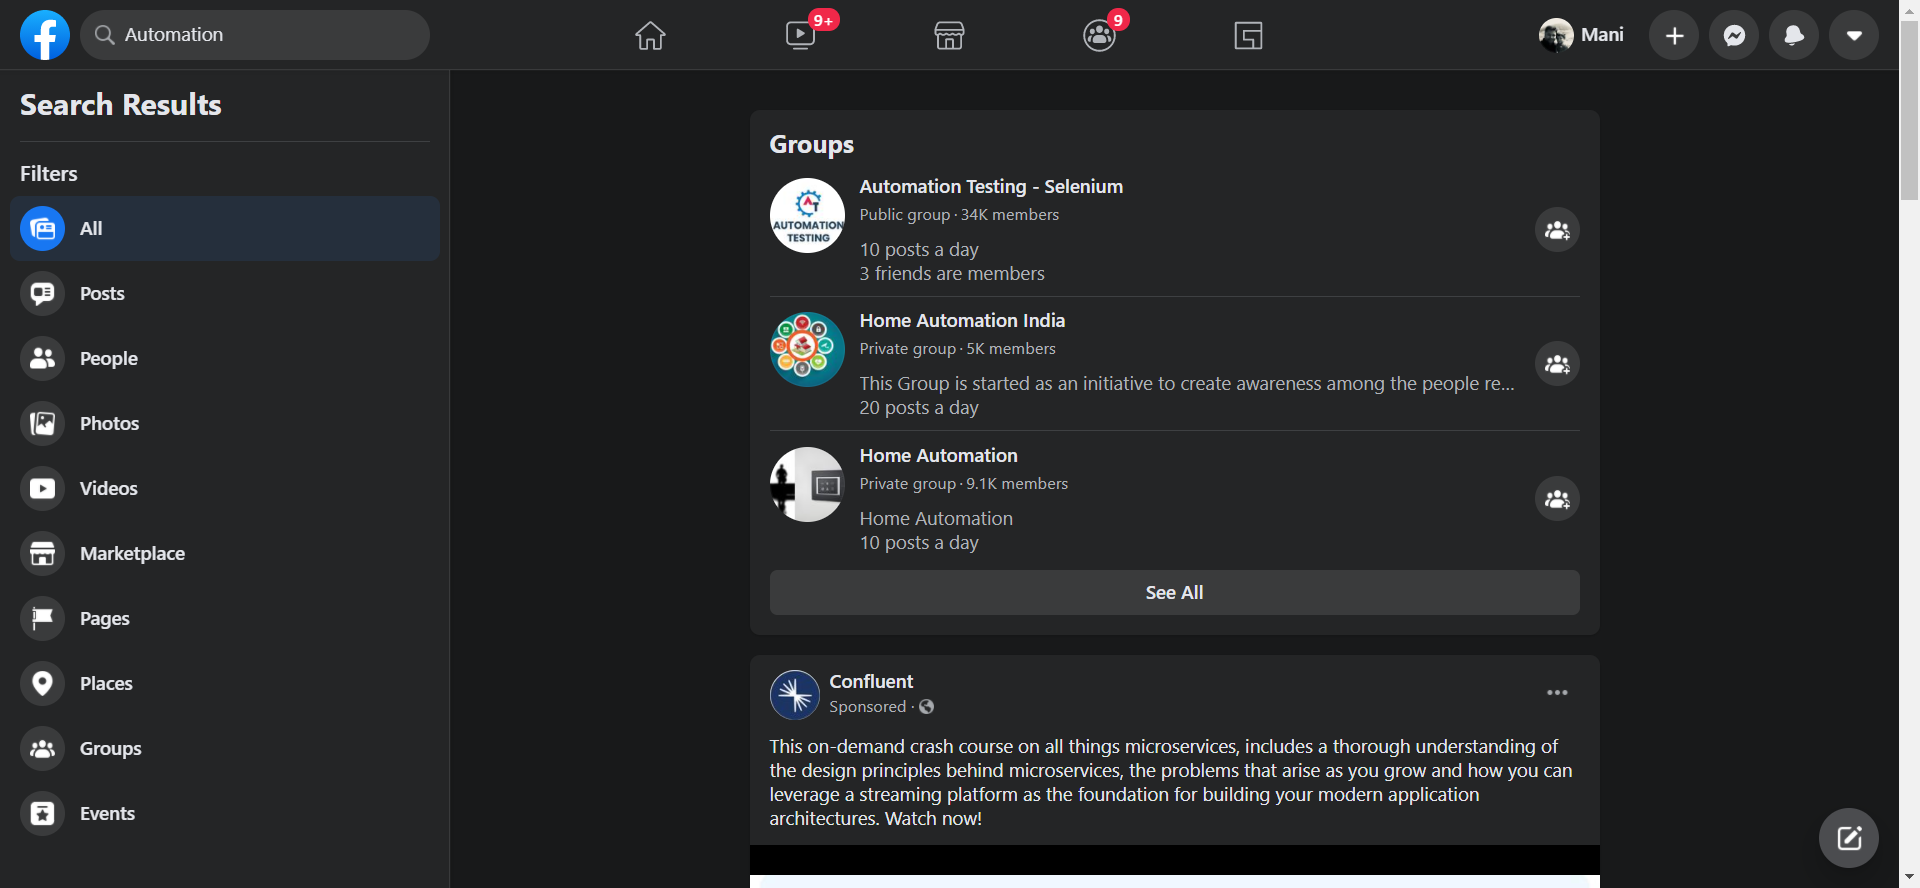 Automation
9+
9
Mani
Search Results
Filters
All
Posts
People
Photos
Videos
Marketplace
Pages
Places
Groups
Events
Groups
AT
AUTOMATION
TESTING
Automation Testing - Selenium
Public group · 34K members
10 posts a day
3 friends are members
Home Automation India
Private group · 5K members
This Group is started as an initiative to create awareness among the people re...
20 posts a day
Home Automation
Private group · 9.1K members
Home Automation
10 posts a day
See All
Confluent
Sponsored ·
This on-demand crash course on all things microservices, includes a thorough understanding of
the design principles behind microservices, the problems that arise as you grow and how you can
leverage a streaming platform as the foundation for building your modern application
architectures. Watch now!